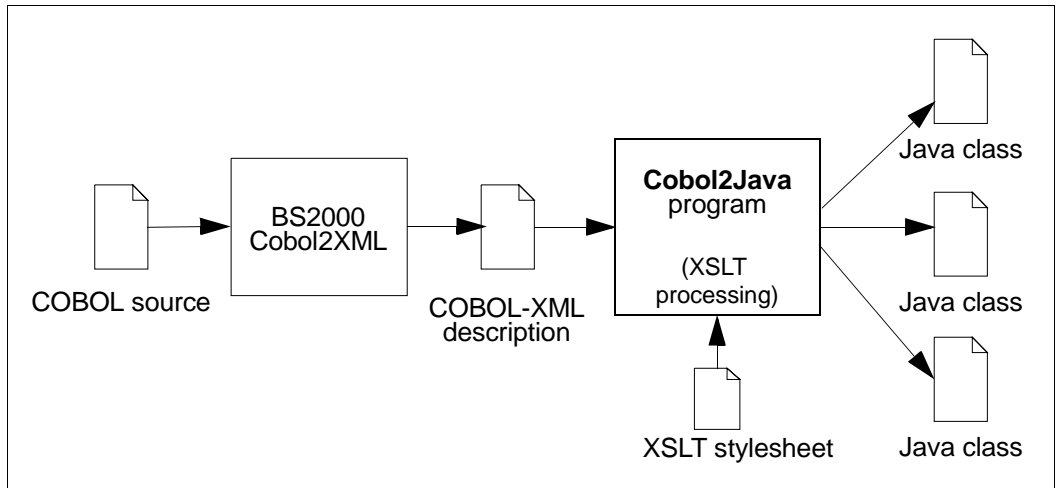 COBOL source
BS2000
Cobol2XML
COBOL-XML
description
Cobol2Java
program
(XSLT
processing)
XSLT stylesheet
Java class
Java class
Java class